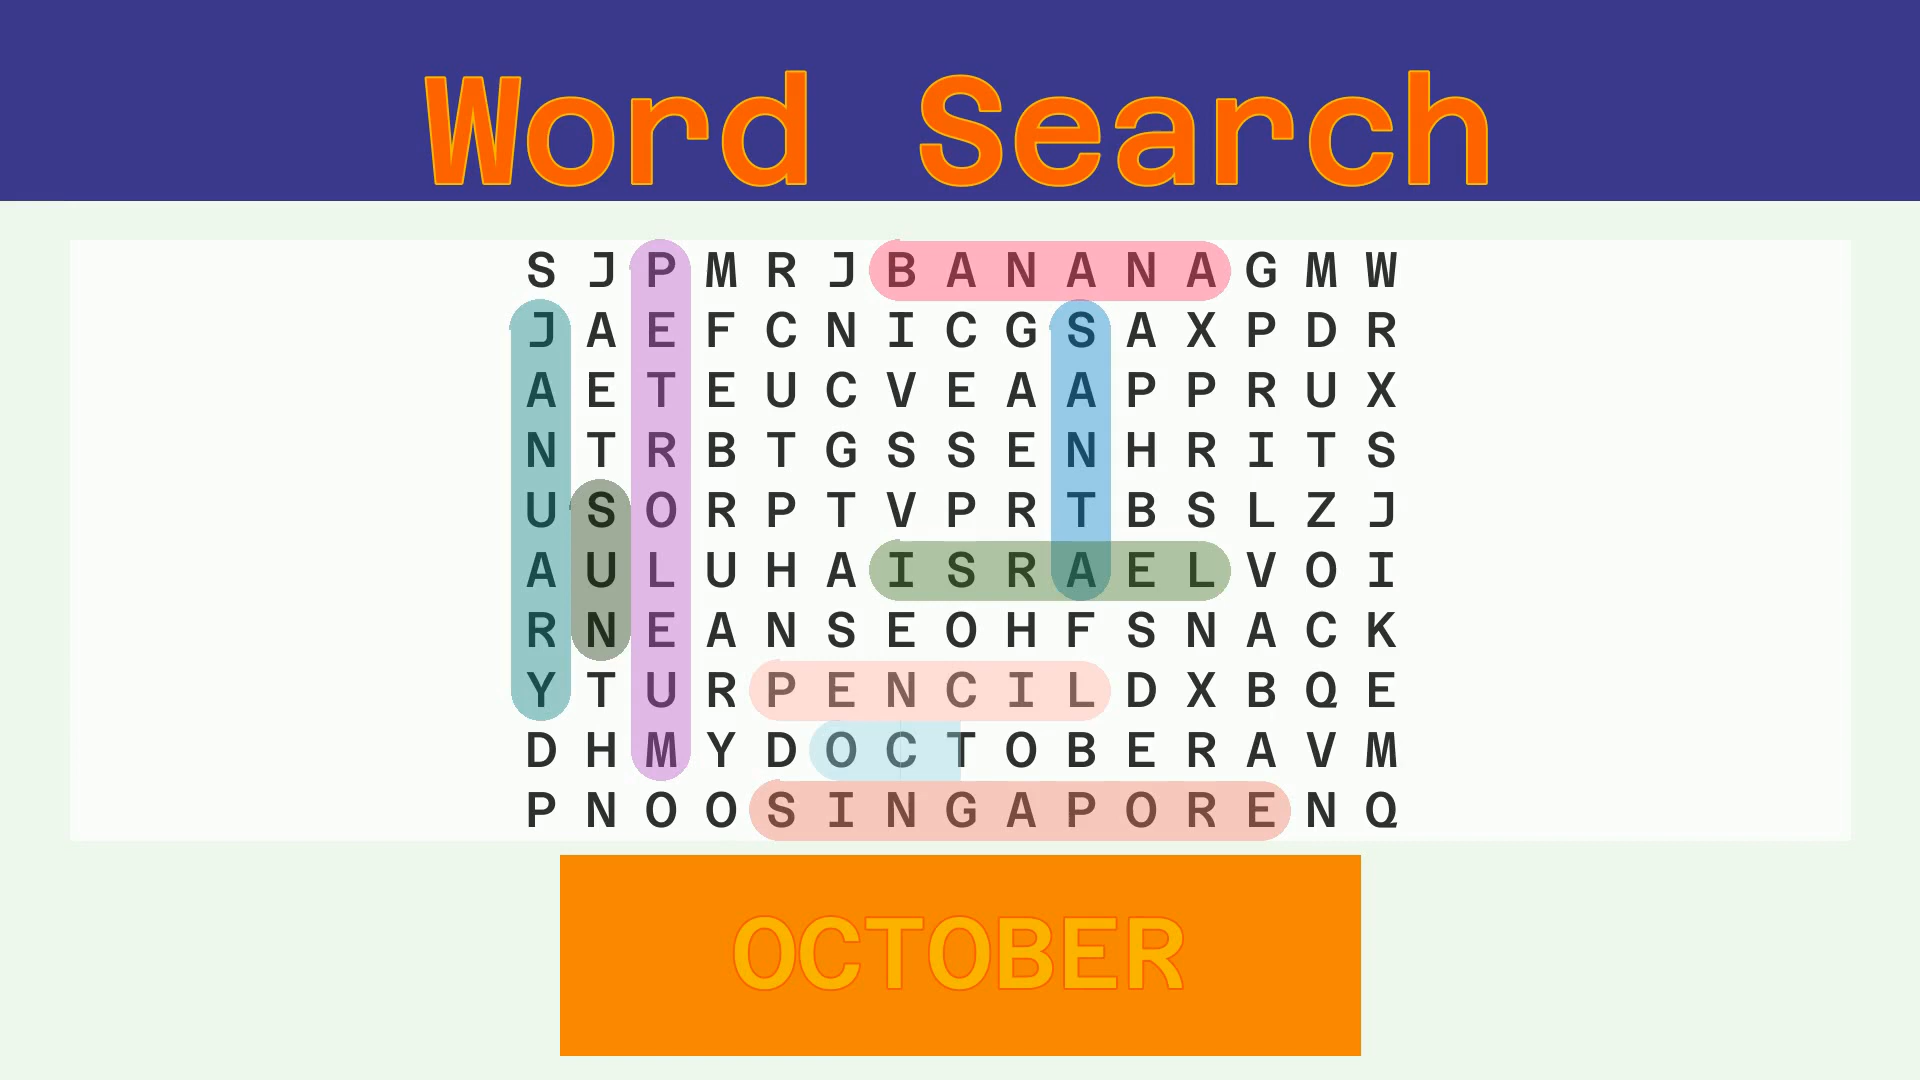 Word Search
S J P M R J B A N A N A G M W
J A E F C N I C G S A X P D R
A E T E U C V E A A P P R U X
N T R B T G S S E N H R I T S
U S O R P T V P R T B S L Z J
A U L U H A I S R A E L V O I
R N E A N S E O H F S N A C K
Y T U R P E N C I L D X B Q E
D H M Y D O C T O B E R A V M
P N O O S I N G A P O R E N Q
OCTOBER